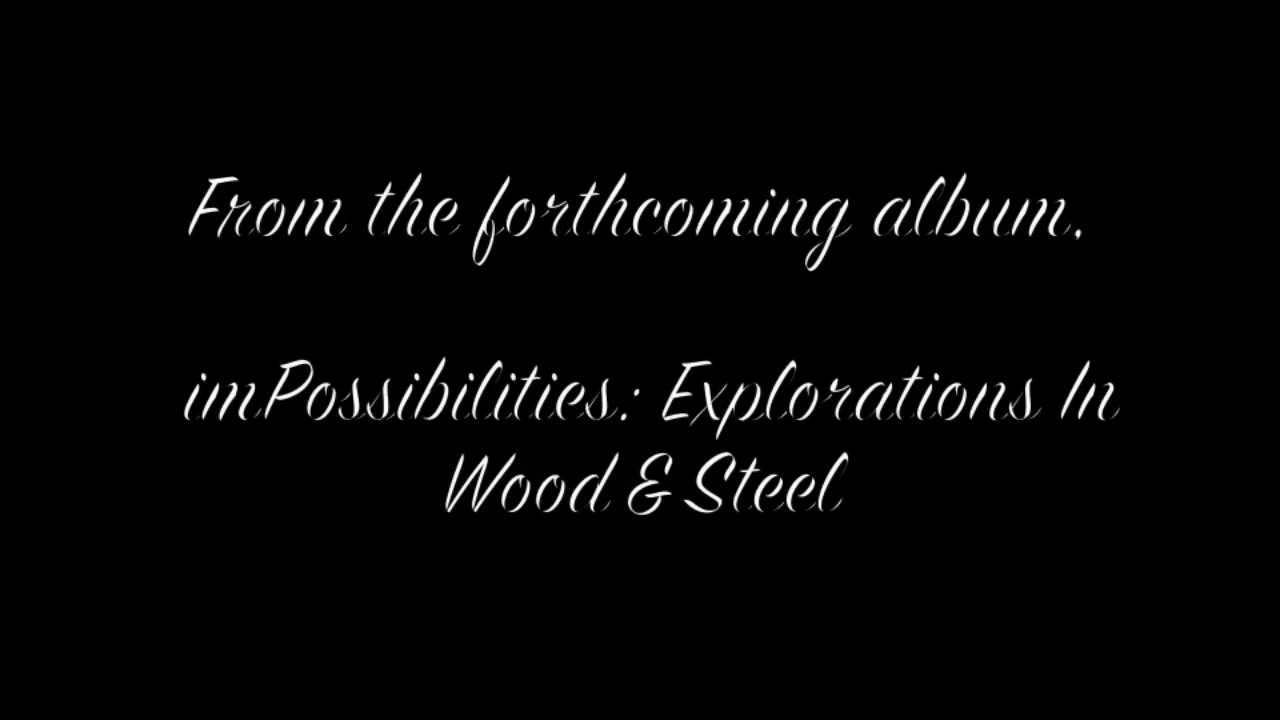 From the forthcoming album,
imPossibilities: Explorations In
Wood & Steel